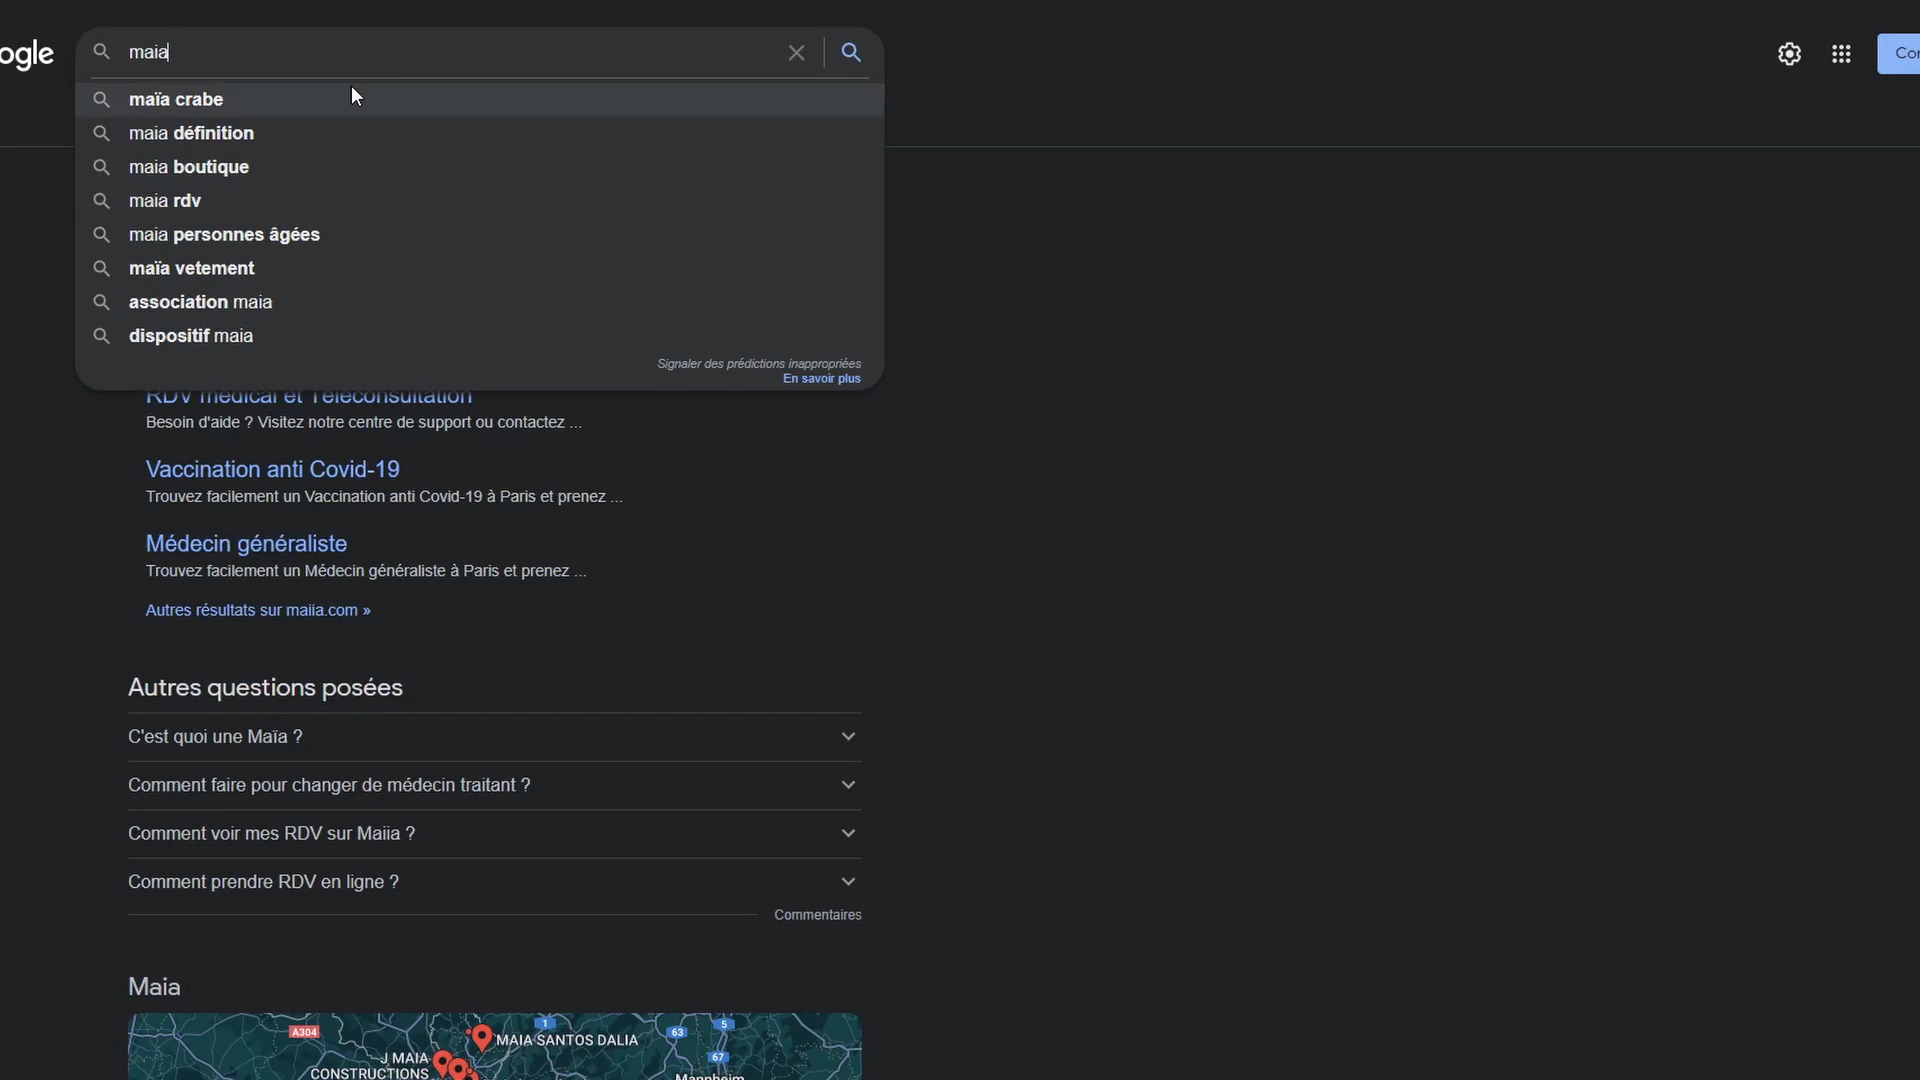 ogle
maia
maïa crabe
maia définition
maia boutique
maia rdv
maia personnes âgées
maïa vetement
association maia
dispositif maia
Signaler des prédictions inappropriées
En savoir plus
RDV médical et Téléconsultation
Besoin d'aide ? Visitez notre centre de support ou contactez ...
Vaccination anti Covid-19
Trouvez facilement un Vaccination anti Covid-19 à Paris et prenez ...
Médecin généraliste
Trouvez facilement un Médecin généraliste à Paris et prenez ...
Autres résultats sur maiia.com »
Autres questions posées
C'est quoi une Maïa ?
Comment faire pour changer de médecin traitant ?
Comment voir mes RDV sur Maiia ?
Comment prendre RDV en ligne ?
Commentaires
Maia
A304
1
63
5
MAIA SANTOS DALIA
J MAIA
CONSTRUCTIONS
67
Mannheim